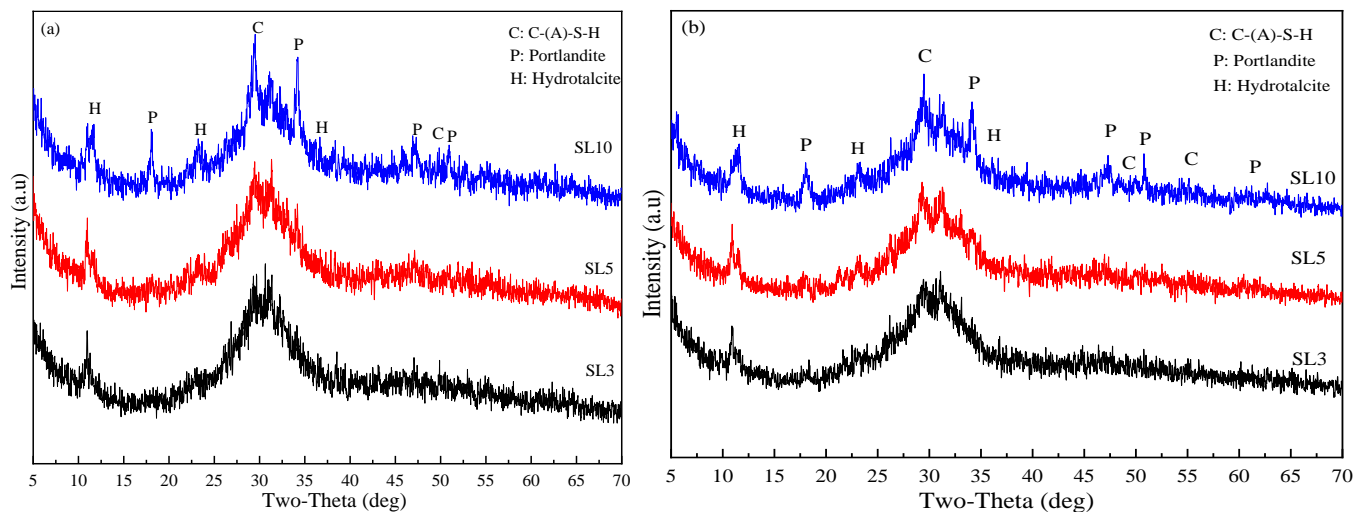 (a)
C: C-(A)-S-H
P: Portlandite
H: Hydrotalcite
C
P
H
P
H
H
P
C
P
SL10
SL5
SL3
Intensity (a.u)
5 10 15 20 25 30 35 40 45 50 55 60 65 70
Two-Theta (deg)
(b)
C: C-(A)-S-H
P: Portlandite
H: Hydrotalcite
C
P
H
P
H
H
P
C
P
C
P
SL10
SL5
SL3
Intensity (a.u)
5 10 15 20 25 30 35 40 45 50 55 60 65 70
Two-Theta (deg)